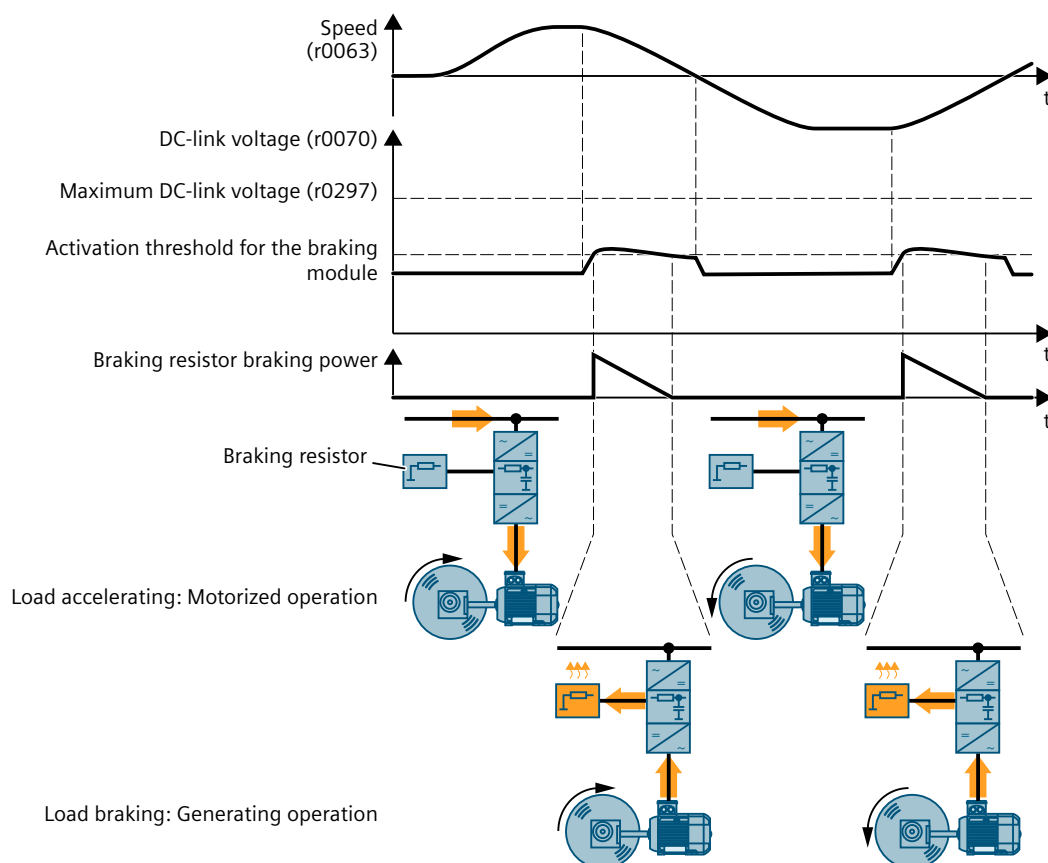 Speed
(r0063)
t
DC-link voltage (r0070)
Maximum DC-link voltage (r0297)
Activation threshold for the braking
module
t
Braking resistor braking power
t
Braking resistor
~
=
=
~
~
=
=
~
Load accelerating: Motorized operation
~
=
=
~
~
=
=
~
Load braking: Generating operation